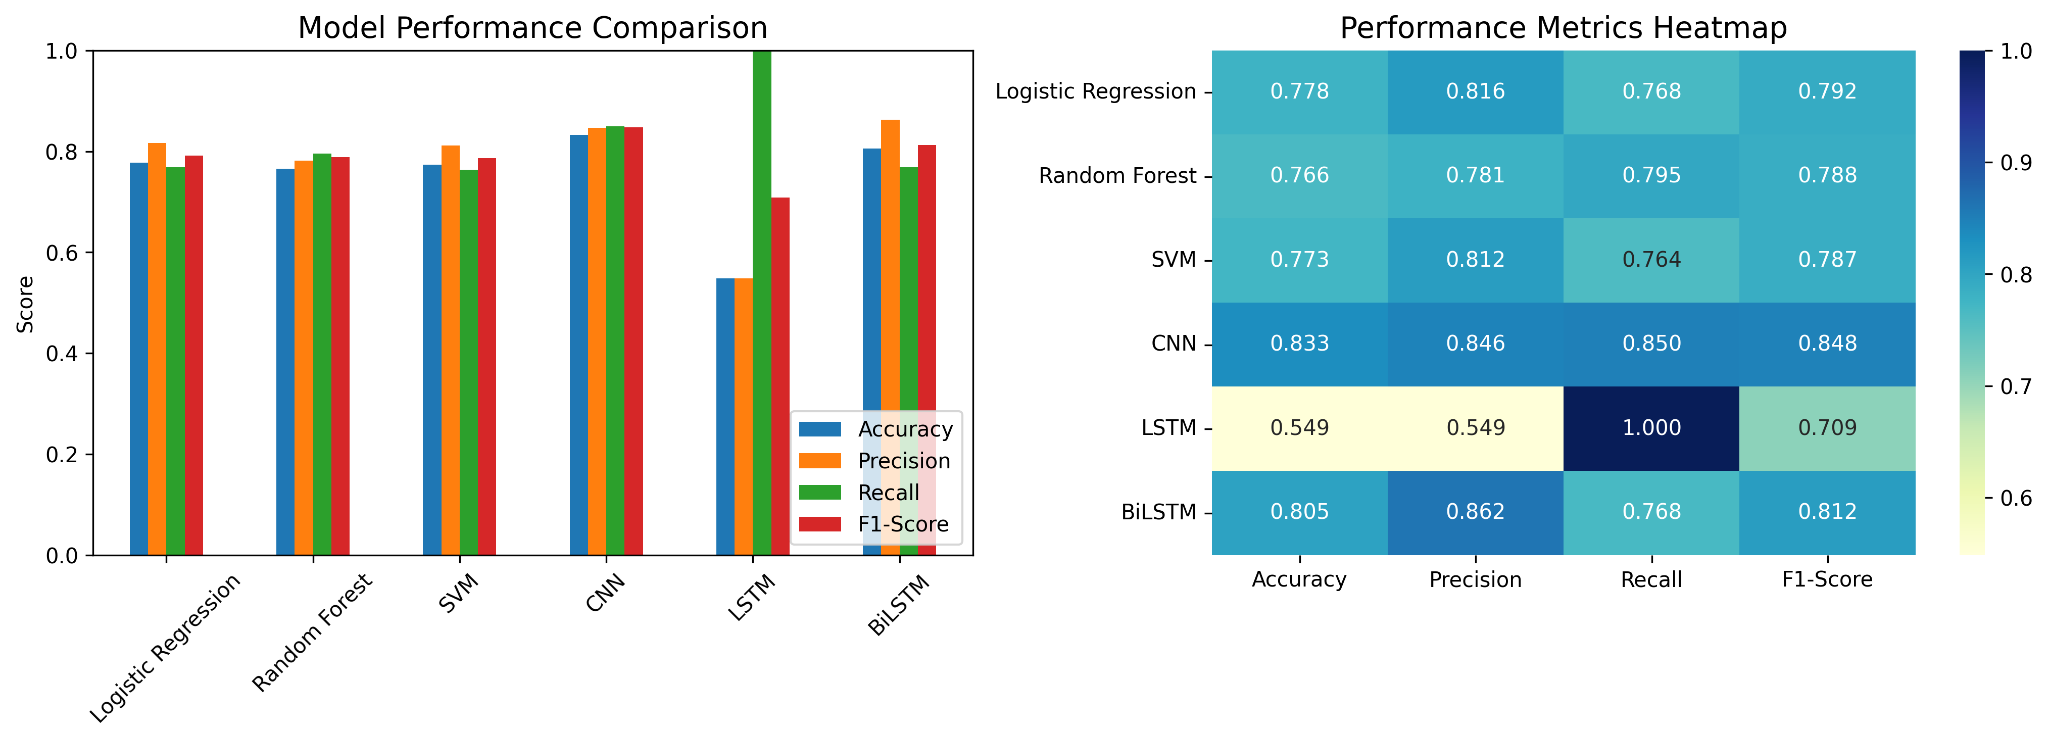 Model Performance Comparison
Score
1.0
0.8
0.6
0.4
0.2
0.0
Accuracy
Precision
Recall
F1-Score
Logistic Regression
Random Forest
SVM
CNN
LSTM
BiLSTM
Performance Metrics Heatmap
Logistic Regression 0.778 0.816 0.768 0.792
Random Forest 0.766 0.781 0.795 0.788
SVM 0.773 0.812 0.764 0.787
CNN 0.833 0.846 0.850 0.848
LSTM 0.549 0.549 1.000 0.709
BiLSTM 0.805 0.862 0.768 0.812
Accuracy Precision Recall F1-Score
1.0
0.9
0.8
0.7
0.6